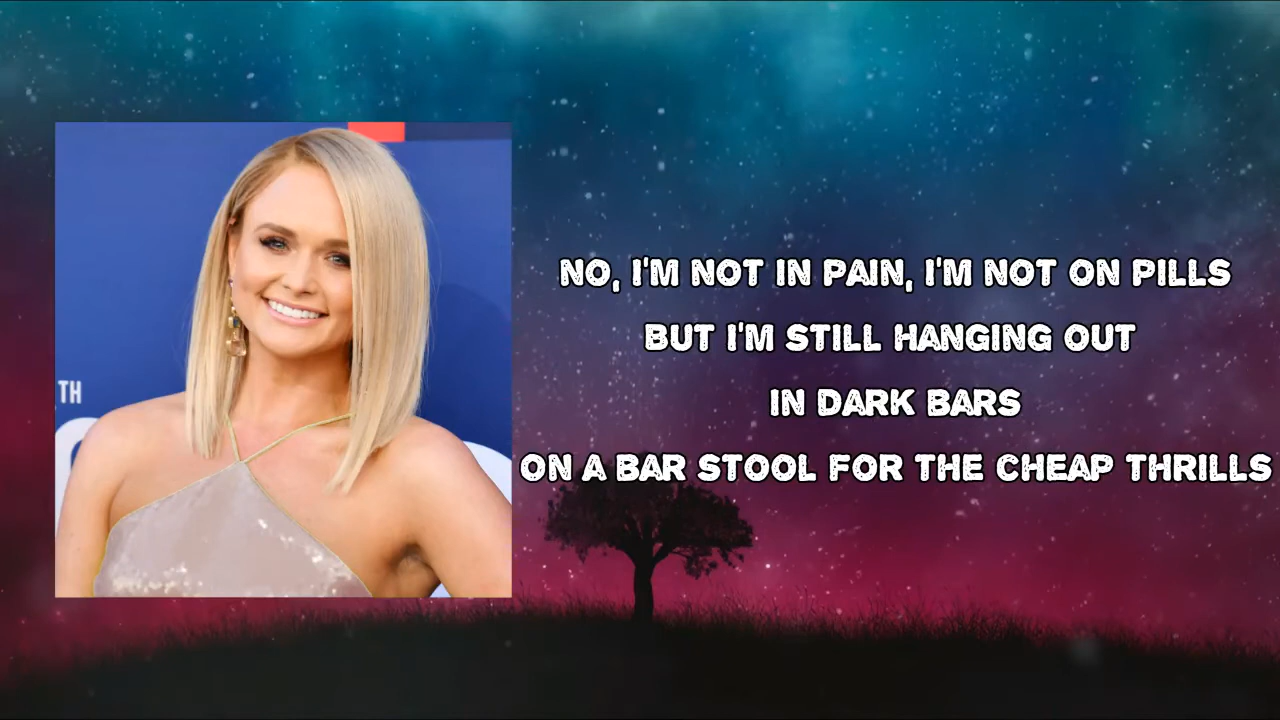 TH
NO, I'M NOT IN PAIN, I'M NOT ON PILLS
BUT I'M STILL HANGING OUT
IN DARK BARS
ON A BAR STOOL FOR THE CHEAP THRILLS